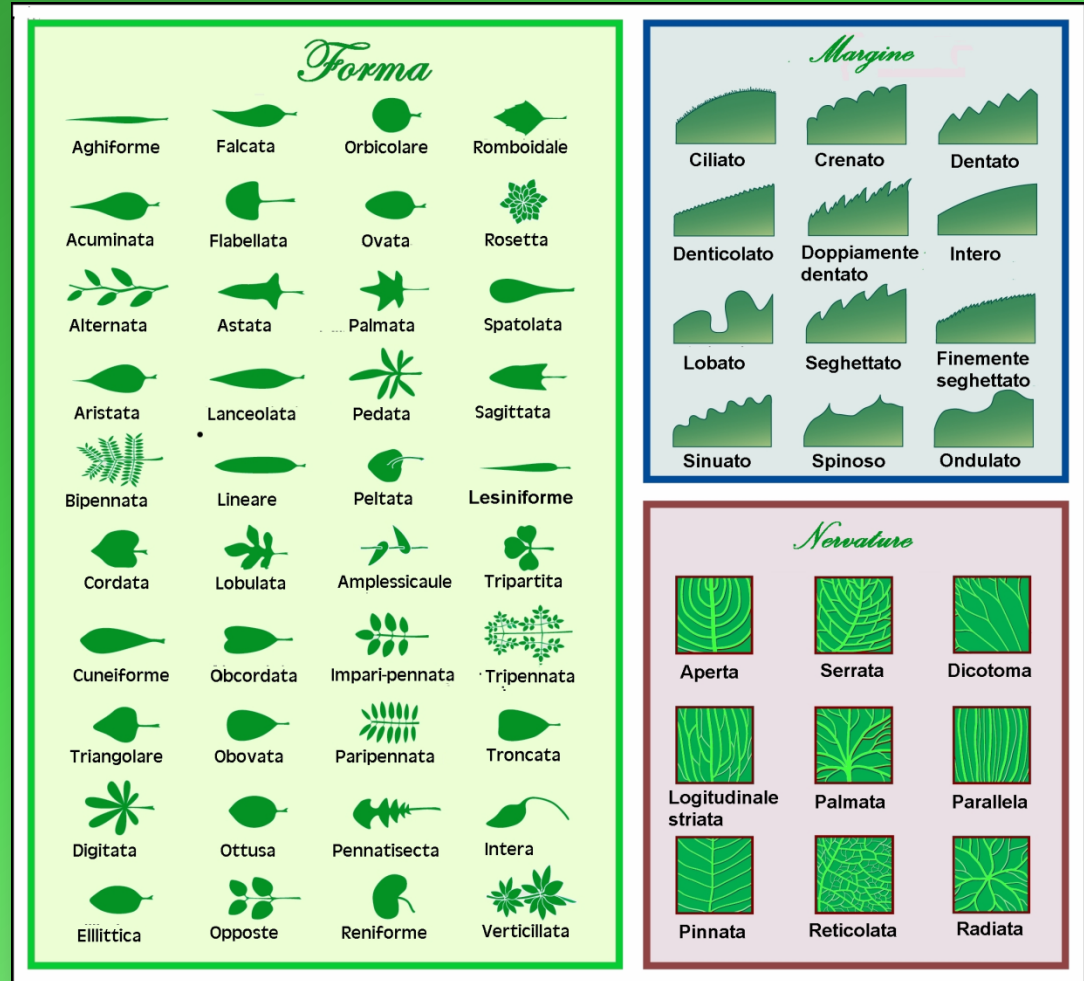 Forma
Aghiforme
Falcata
Orbicolare
Romboidale
Acuminata
Flabellata
Ovata
Rosetta
Alternata
Astata
Palmata
Spatolata
Aristata
Lanceolata
Pedata
Sagittata
Bipennata
Lineare
Peltata
Lesiniforme
Cordata
Lobulata
Amplessicaule
Tripartita
Cuneiforme
Obcordata
Impari-pennata
Tripennata
Triangolare
Obovata
Paripennata
Troncata
Digitata
Ottusa
Pennatisecta
Intera
Elllittica
Opposte
Reniforme
Verticillata
Margine
Ciliato
Crenato
Dentato
Denticolato
Doppiamente
dentato
Intero
Lobato
Seghettato
Finemente
seghettato
Sinuato
Spinoso
Ondulato
Nervature
Aperta
Serrata
Dicotoma
Logitudinale
striata
Palmata
Parallela
Pinnata
Reticolata
Radiata